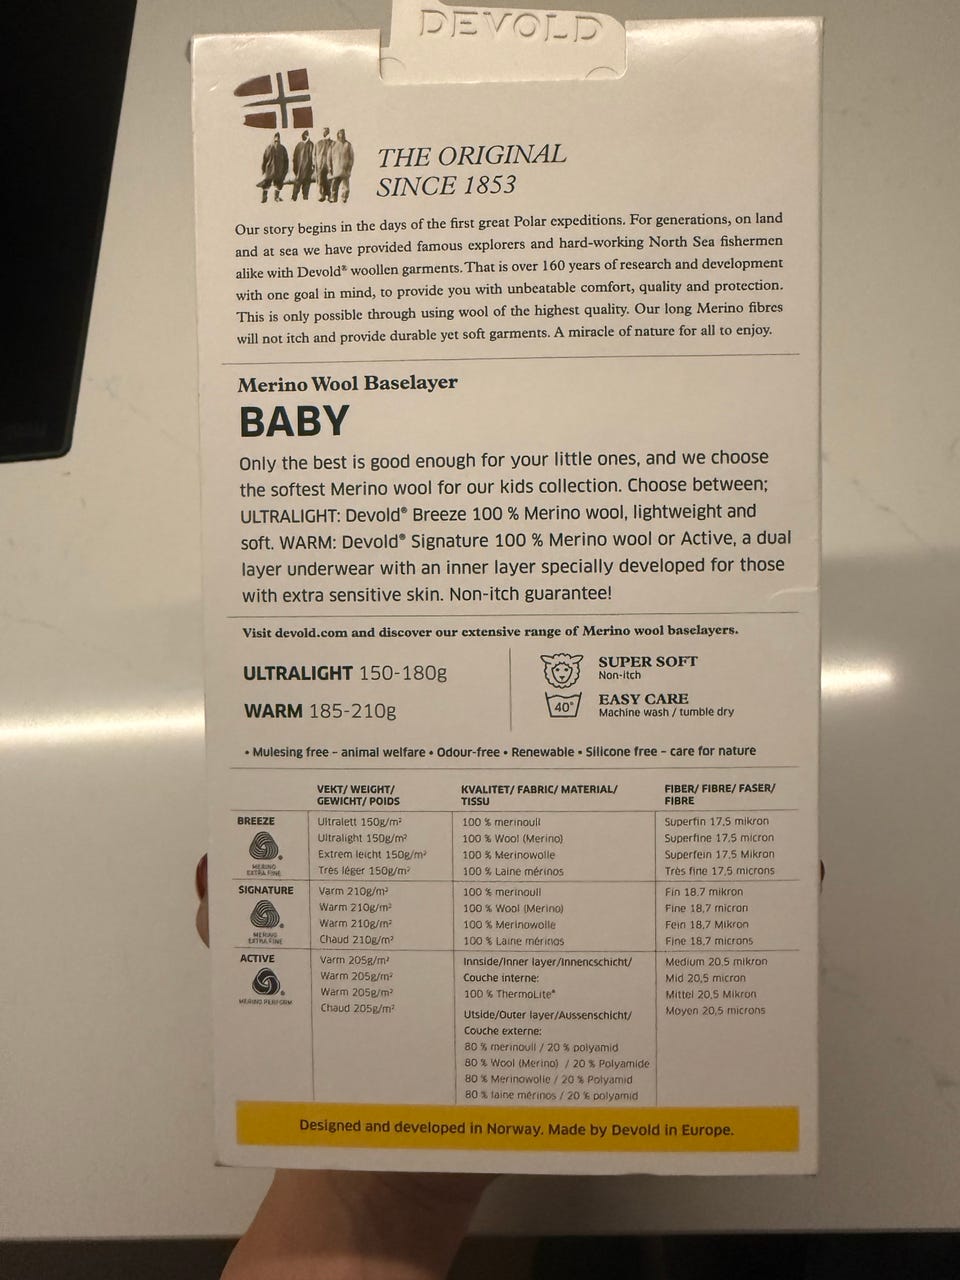 DEVOLD
THE ORIGINAL
SINCE 1853
Our story begins in the days of the first great Polar expeditions. For generations, on land
and at sea we have provided famous explorers and hard-working North Sea fishermen
alike with Devold® woollen garments. That is over 160 years of research and development
with one goal in mind, to provide you with unbeatable comfort, quality and protection.
This is only possible through using wool of the highest quality. Our long Merino fibres
will not itch and provide durable yet soft garments. A miracle of nature for all to enjoy.
Merino Wool Baselayer
BABY
Only the best is good enough for your little ones, and we choose
the softest Merino wool for our kids collection. Choose between;
ULTRALIGHT: Devold® Breeze 100 % Merino wool, lightweight and
soft. WARM: Devold® Signature 100 % Merino wool or Active, a dual
layer underwear with an inner layer specially developed for those
with extra sensitive skin. Non-itch guarantee!
Visit devold.com and discover our extensive range of Merino wool baselayers.
ULTRALIGHT 150-180g
WARM 185-210g
SUPER SOFT
Non-itch
40°
EASY CARE
Machine wash / tumble dry
• Mulesing free – animal welfare • Odour-free • Renewable • Silicone free – care for nature
VEKT/ WEIGHT/
GEWICHT/ POIDS
KVALITET/ FABRIC/ MATERIAL/
TISSU
FIBER/ FIBRE/ FASER/
FIBRE
BREEZE
MERINO
EXTRA FINE
Ultralett 150g/m²
Ultralight 150g/m²
Extrem leicht 150g/m²
Très léger 150g/m²
100 % merinoull
100 % Wool (Merino)
100 % Merinowolle
100 % Laine mérinos
Superfin 17,5 mikron
Superfine 17,5 micron
Superfein 17,5 Mikron
Très fine 17,5 microns
SIGNATURE
MERINO
EXTRA FINE
Varm 210g/m²
Warm 210g/m²
Warm 210g/m²
Chaud 210g/m²
100 % merinoull
100 % Wool (Merino)
100 % Merinowolle
100 % Laine mérinos
Fin 18,7 mikron
Fine 18,7 micron
Fein 18,7 Mikron
Fine 18,7 microns
ACTIVE
MERINO PERFORM
Varm 205g/m²
Warm 205g/m²
Warm 205g/m²
Chaud 205g/m²
Innside/Inner layer/Innencschicht/
Couche interne:
100 % ThermoLite®
Utside/Outer layer/Aussenschicht/
Couche externe:
80 % merinoull / 20 % polyamid
80 % Wool (Merino) / 20 % Polyamide
80 % Merinowolle / 20 % Polyamid
80 % laine mérinos / 20 % polyamid
Medium 20,5 mikron
Mid 20,5 micron
Mittel 20,5 Mikron
Moyen 20,5 microns
Designed and developed in Norway. Made by Devold in Europe.